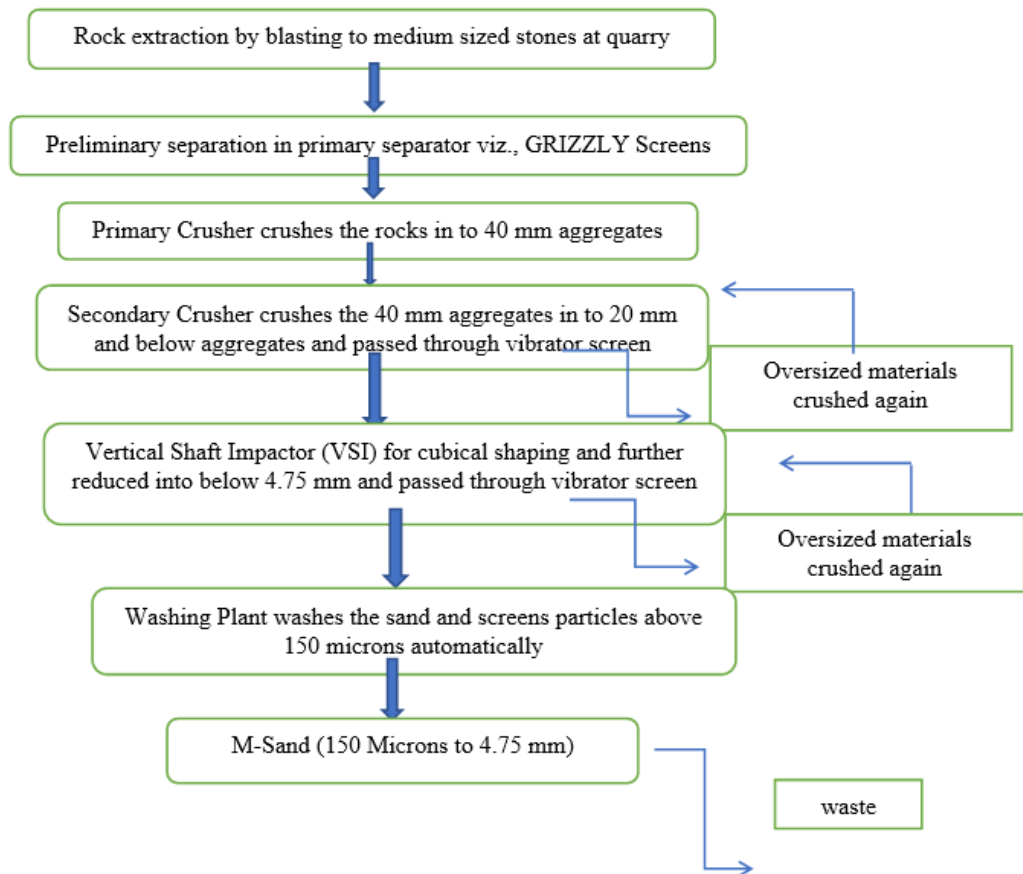 Rock extraction by blasting to medium sized stones at quarry
Preliminary separation in primary separator viz., GRIZZLY Screens
Primary Crusher crushes the rocks in to 40 mm aggregates
Secondary Crusher crushes the 40 mm aggregates in to 20 mm
and below aggregates and passed through vibrator screen
Oversized materials
crushed again
Vertical Shaft Impactor (VSI) for cubical shaping and further
reduced into below 4.75 mm and passed through vibrator screen
Oversized materials
crushed again
Washing Plant washes the sand and screens particles above
150 microns automatically
M-Sand (150 Microns to 4.75 mm)
waste